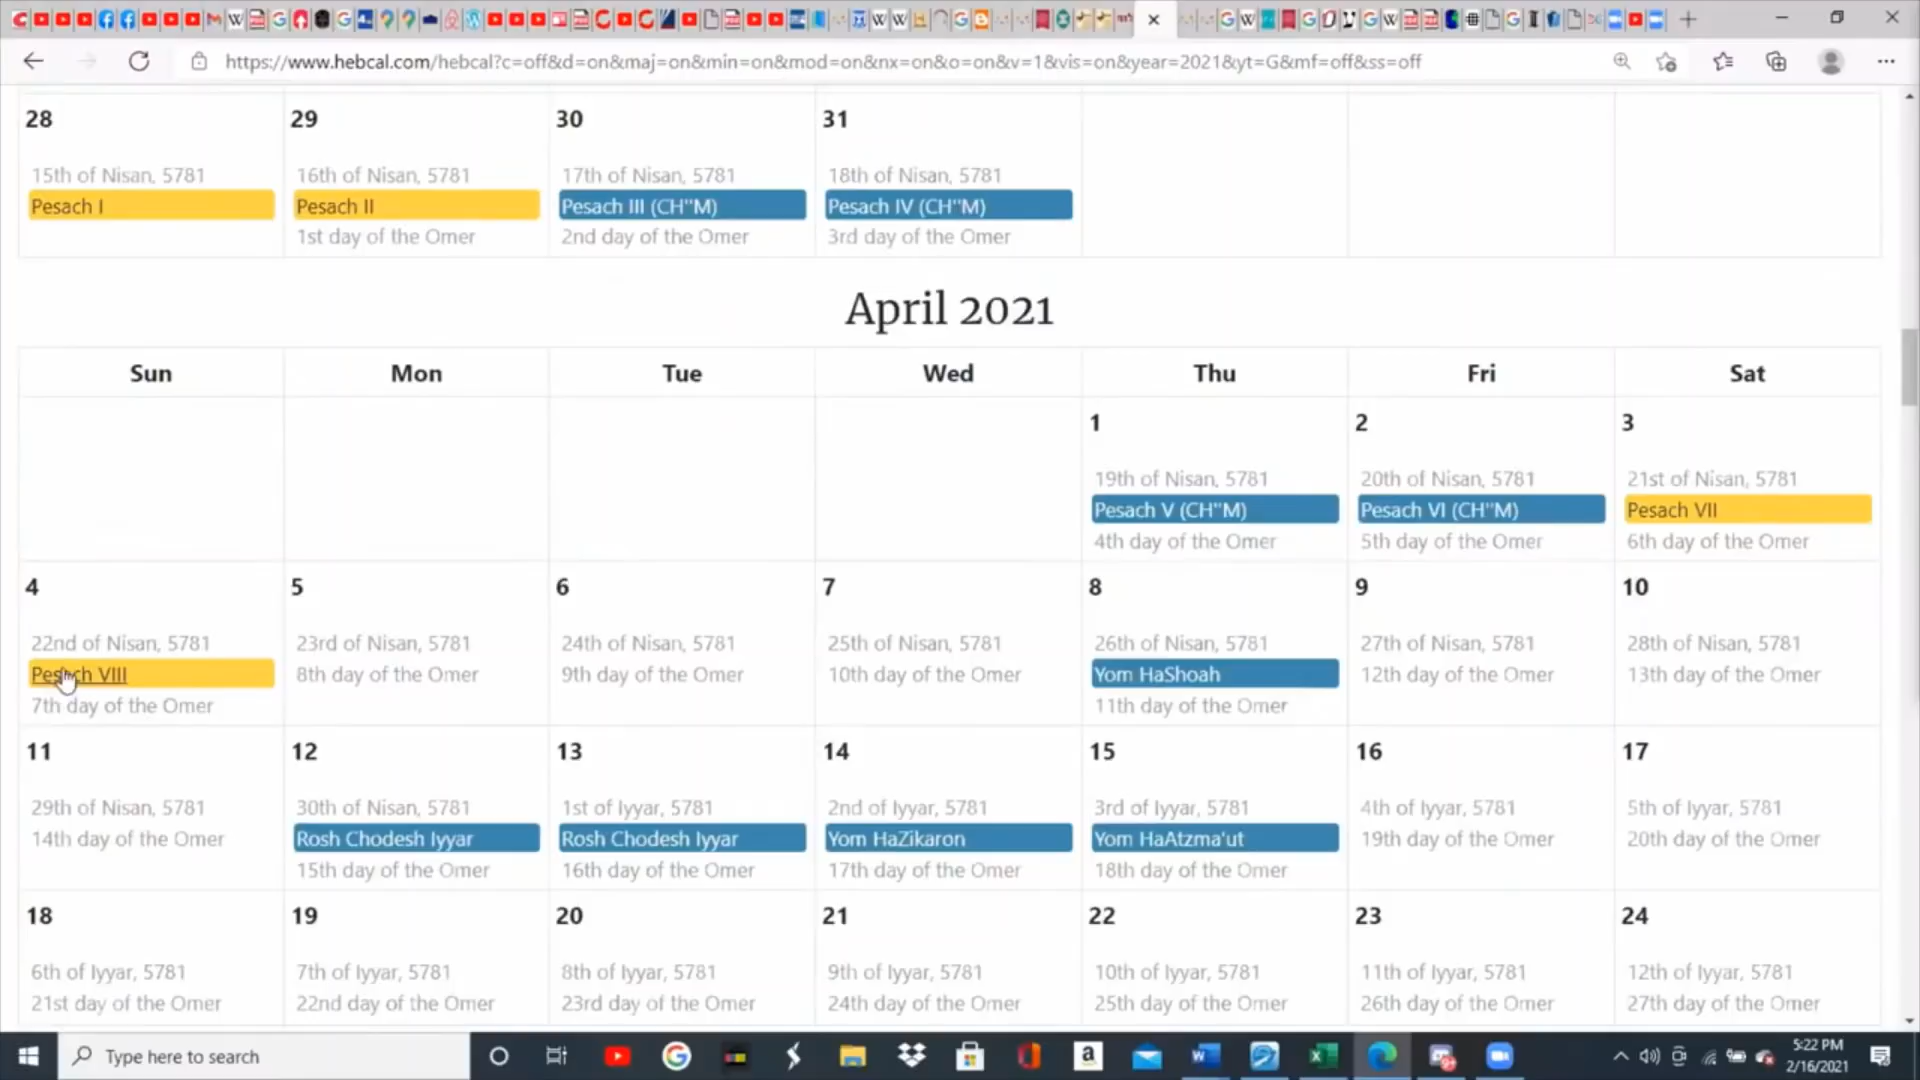 https://www.hebcal.com/hebcal?c=off&d=on&maj=on&min=on&mod=on&nx=on&o=on&v=1&vis=on&year=2021&yt=G&mf=off&ss=off
28 29 30 31
15th of Nisan, 5781 16th of Nisan, 5781 17th of Nisan, 5781 18th of Nisan, 5781
Pesach I Pesach II Pesach III (CH"M) Pesach IV (CH"M)
1st day of the Omer 2nd day of the Omer 3rd day of the Omer
April 2021
Sun Mon Tue Wed Thu Fri Sat
1 2 3
19th of Nisan, 5781 20th of Nisan, 5781 21st of Nisan, 5781
Pesach V (CH"M) Pesach VI (CH"M) Pesach VII
4th day of the Omer 5th day of the Omer 6th day of the Omer
4 5 6 7 8 9 10
22nd of Nisan, 5781 23rd of Nisan, 5781 24th of Nisan, 5781 25th of Nisan, 5781 26th of Nisan, 5781 27th of Nisan, 5781 28th of Nisan, 5781
Pesach VIII 8th day of the Omer 9th day of the Omer 10th day of the Omer Yom HaShoah 12th day of the Omer 13th day of the Omer
7th day of the Omer 11th day of the Omer
11 12 13 14 15 16 17
29th of Nisan, 5781 30th of Nisan, 5781 1st of Iyyar, 5781 2nd of Iyyar, 5781 3rd of Iyyar, 5781 4th of Iyyar, 5781 5th of Iyyar, 5781
14th day of the Omer Rosh Chodesh Iyyar Rosh Chodesh Iyyar Yom HaZikaron Yom HaAtzma'ut 19th day of the Omer 20th day of the Omer
15th day of the Omer 16th day of the Omer 17th day of the Omer 18th day of the Omer
18 19 20 21 22 23 24
6th of Iyyar, 5781 7th of Iyyar, 5781 8th of Iyyar, 5781 9th of Iyyar, 5781 10th of Iyyar, 5781 11th of Iyyar, 5781 12th of Iyyar, 5781
21st day of the Omer 22nd day of the Omer 23rd day of the Omer 24th day of the Omer 25th day of the Omer 26th day of the Omer 27th day of the Omer
Type here to search
5:22 PM
2/16/2021